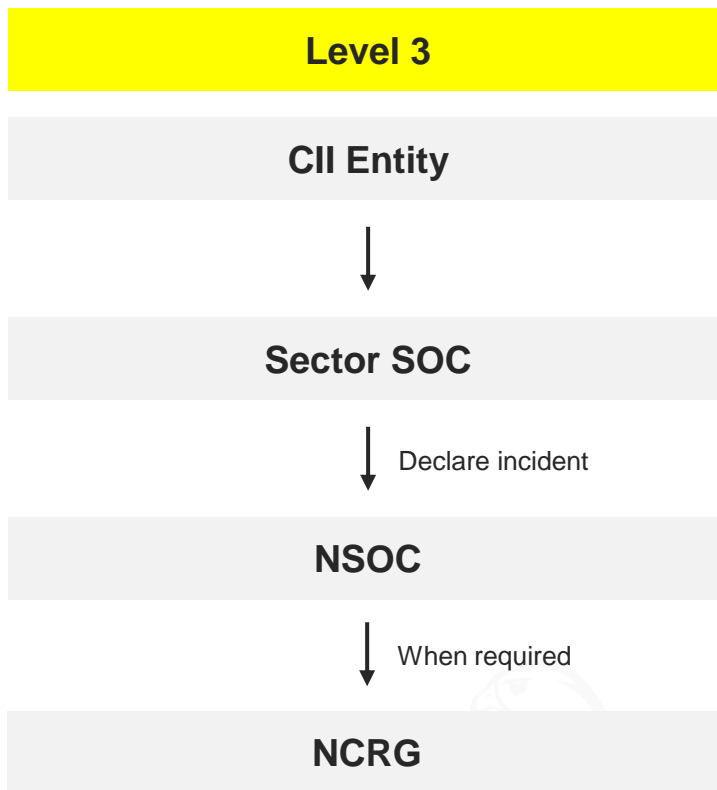 Level 3
CII Entity
Sector SOC
Declare incident
NSOC
When required
NCRG